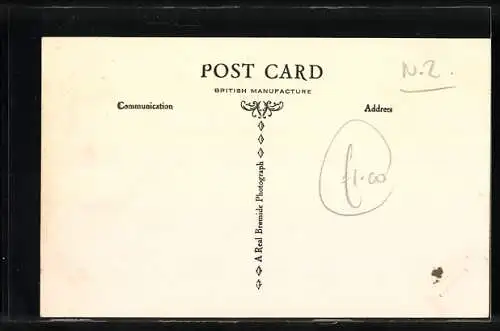 POST CARD
BRITISH MANUFACTURE
N.Z.
Communication
Address
A Real Bromide Photograph
£1.00